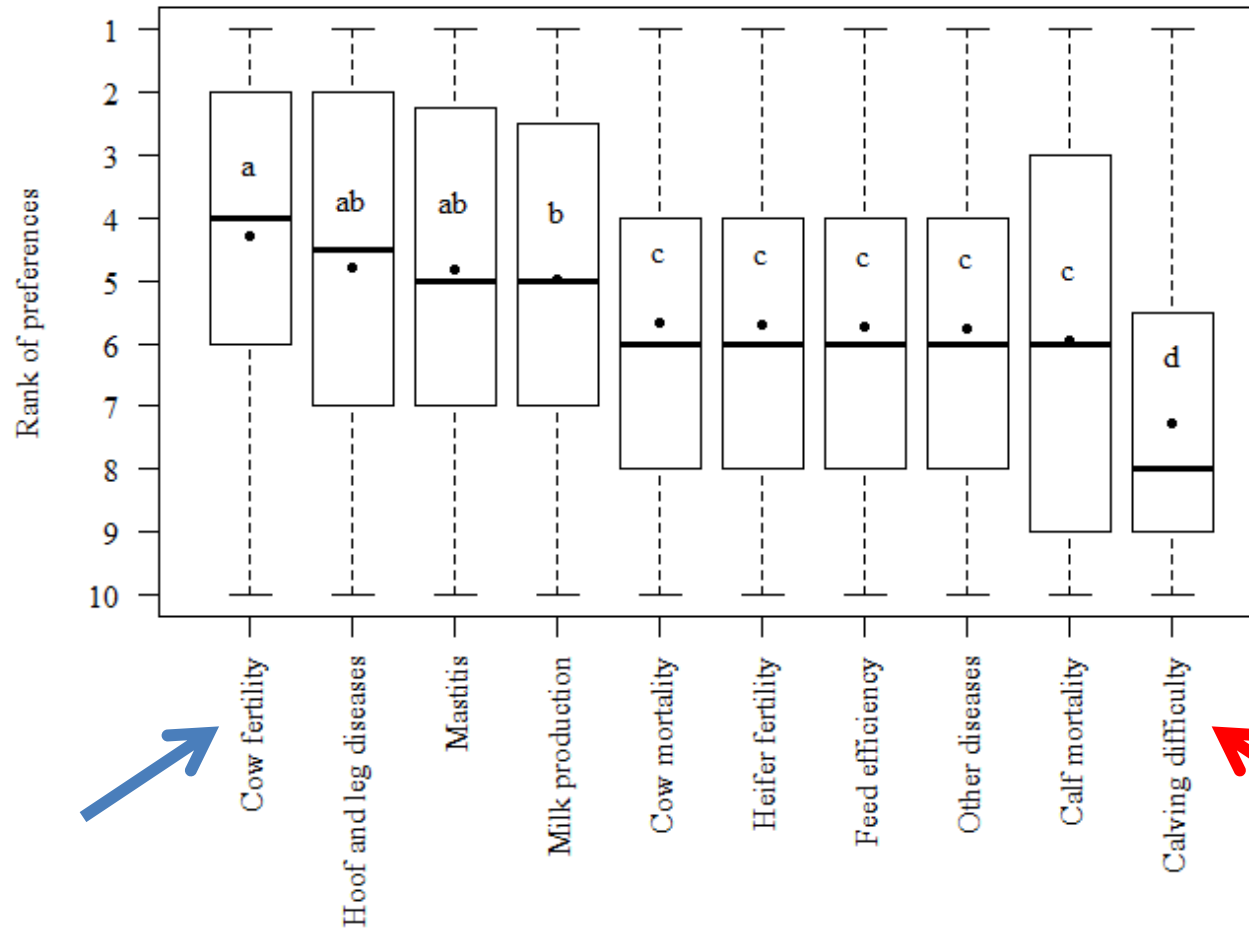 Rank of preferences
1
2
3
4
5
6
7
8
9
10
a
ab
ab
b
c
c
c
c
c
d
Cow fertility
Hoof and leg diseases
Mastitis
Milk production
Cow mortality
Heifer fertility
Feed efficiency
Other diseases
Calf mortality
Calving difficulty